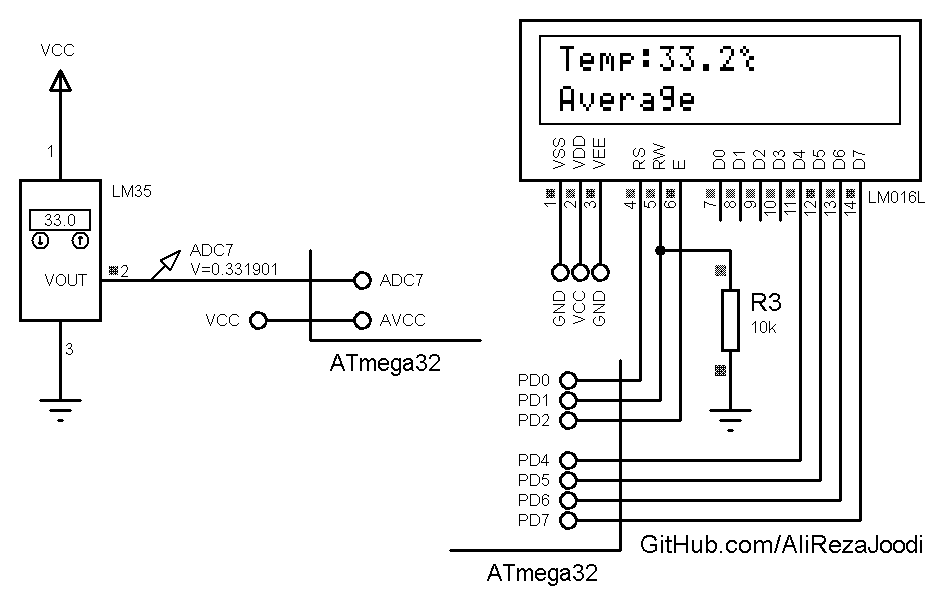 VCC
1
LM35
33.0
VOUT
2
ADC7
V=0.331901
3
ADC7
VCC
AVCC
ATmega32
Temp:33.2℃
Average
VSS
VDD
VEE
RS
RW
E
D0
D1
D2
D3
D4
D5
D6
D7
1
2
3
4
5
6
7
8
9
10
11
12
13
14
LM016L
GND
VCC
GND
R3
10k
PD0
PD1
PD2
PD4
PD5
PD6
PD7
GitHub.com/AliRezaJoodi
ATmega32